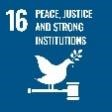 16 PEACE, JUSTICE
AND STRONG
INSTITUTIONS